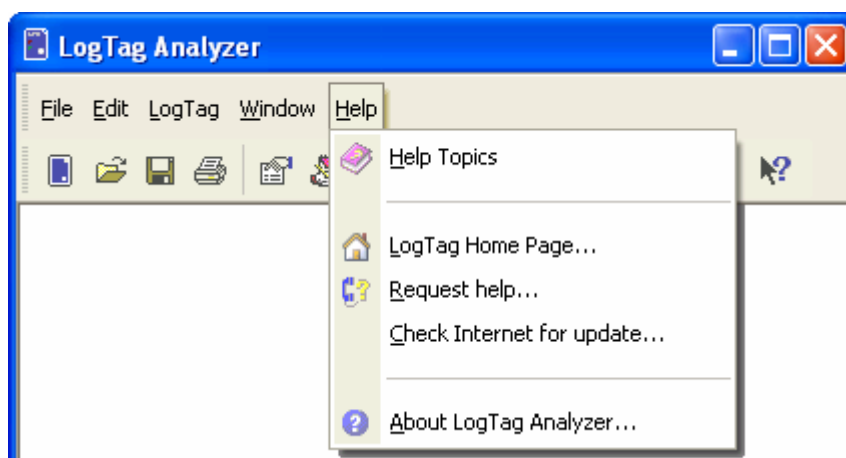 LogTag Analyzer
File Edit LogTag Window Help
Help Topics
LogTag Home Page...
Request help...
Check Internet for update...
About LogTag Analyzer...